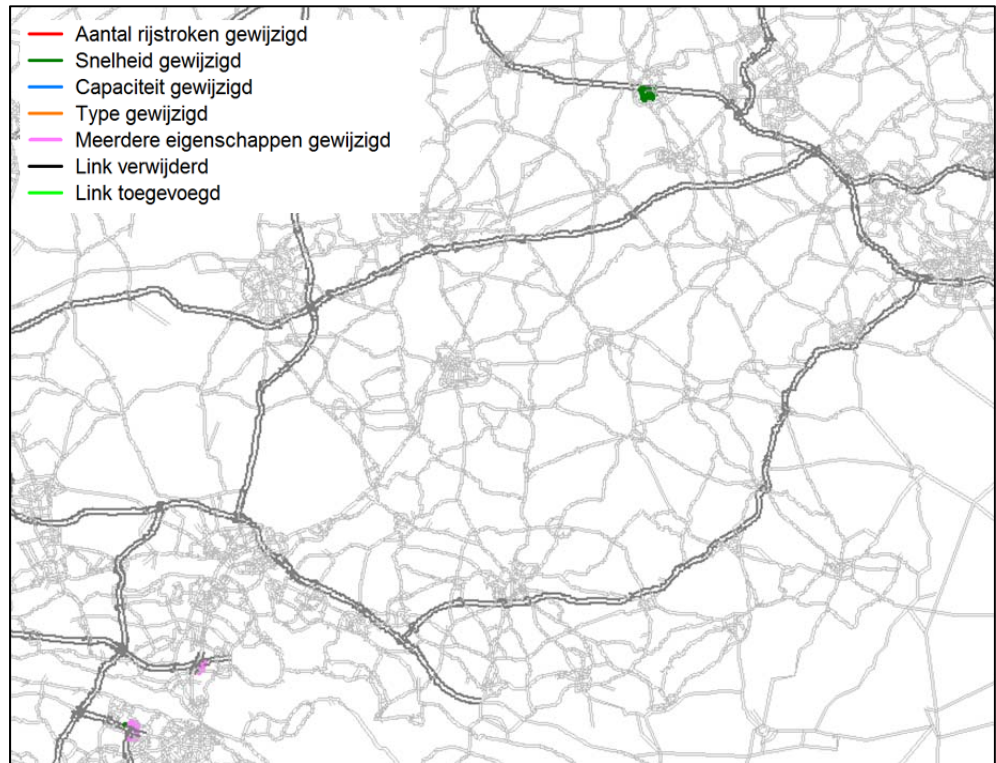 Aantal rijstroken gewijzigd
Snelheid gewijzigd
Capaciteit gewijzigd
Type gewijzigd
Meerdere eigenschappen gewijzigd
Link verwijderd
Link toegevoegd